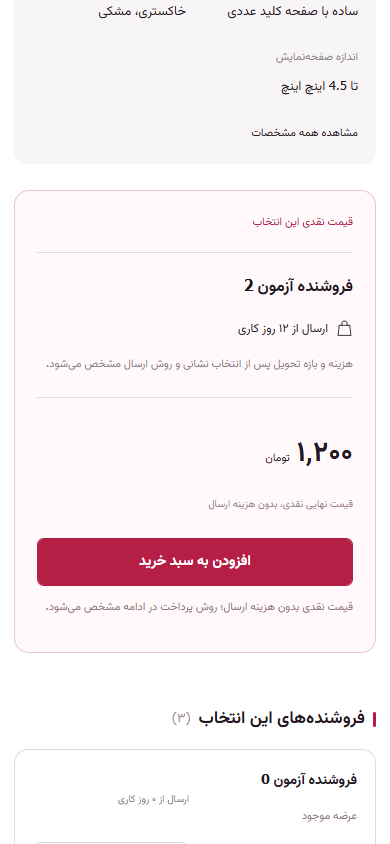 ساده با صفحه کلید عددی
خاکستری، مشکی
اندازه صفحه‌نمایش
تا 4.5 اینچ اینچ
مشاهده همه مشخصات
قیمت نقدی این انتخاب
فروشنده آزمون 2
ارسال از ۱۲ روز کاری
هزینه و بازه تحویل پس از انتخاب نشانی و روش ارسال مشخص می‌شود.
۱,۲۰۰ تومان
قیمت نهایی نقدی، بدون هزینه ارسال
افزودن به سبد خرید
قیمت نقدی بدون هزینه ارسال؛ روش پرداخت در ادامه مشخص می‌شود.
فروشنده‌های این انتخاب (۳)
فروشنده آزمون 0
ارسال از ۰ روز کاری
عرضه موجود